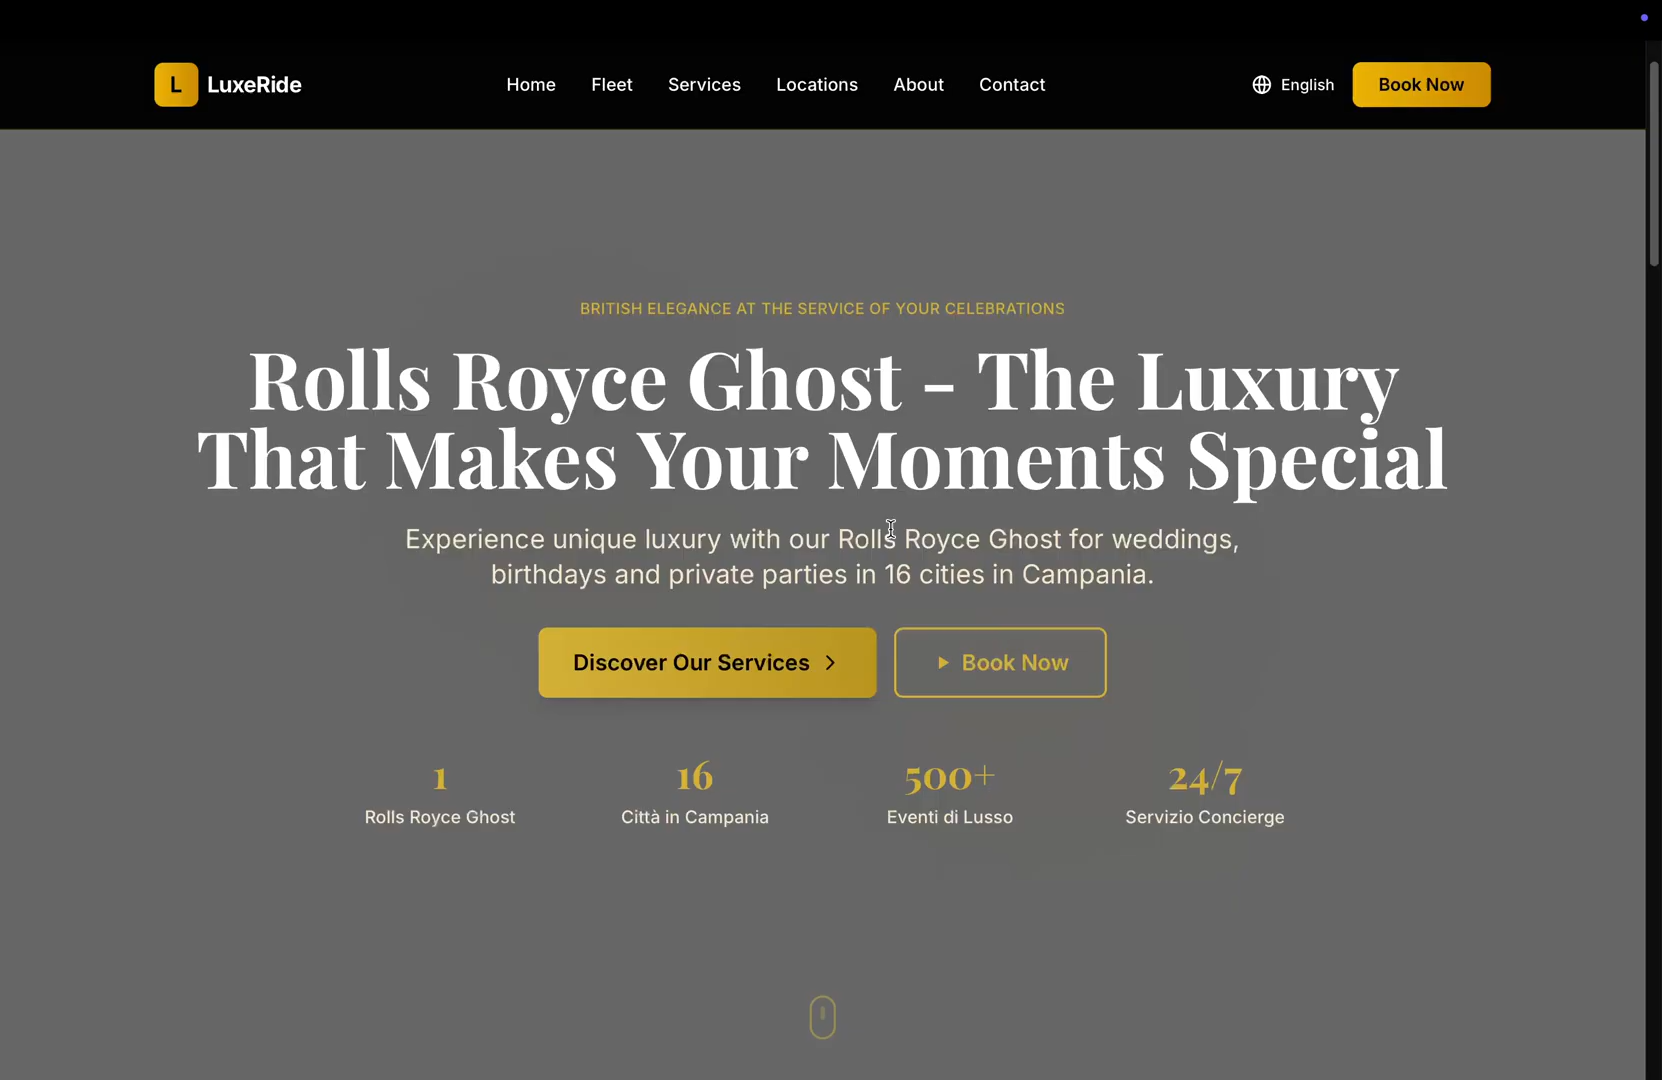 L LuxeRide Home Fleet Services Locations About Contact English Book Now
BRITISH ELEGANCE AT THE SERVICE OF YOUR CELEBRATIONS
Rolls Royce Ghost - The Luxury
That Makes Your Moments Special
Experience unique luxury with our Rolls Royce Ghost for weddings,
birthdays and private parties in 16 cities in Campania.
Discover Our Services Book Now
1 16 500+ 24/7
Rolls Royce Ghost Città in Campania Eventi di Lusso Servizio Concierge